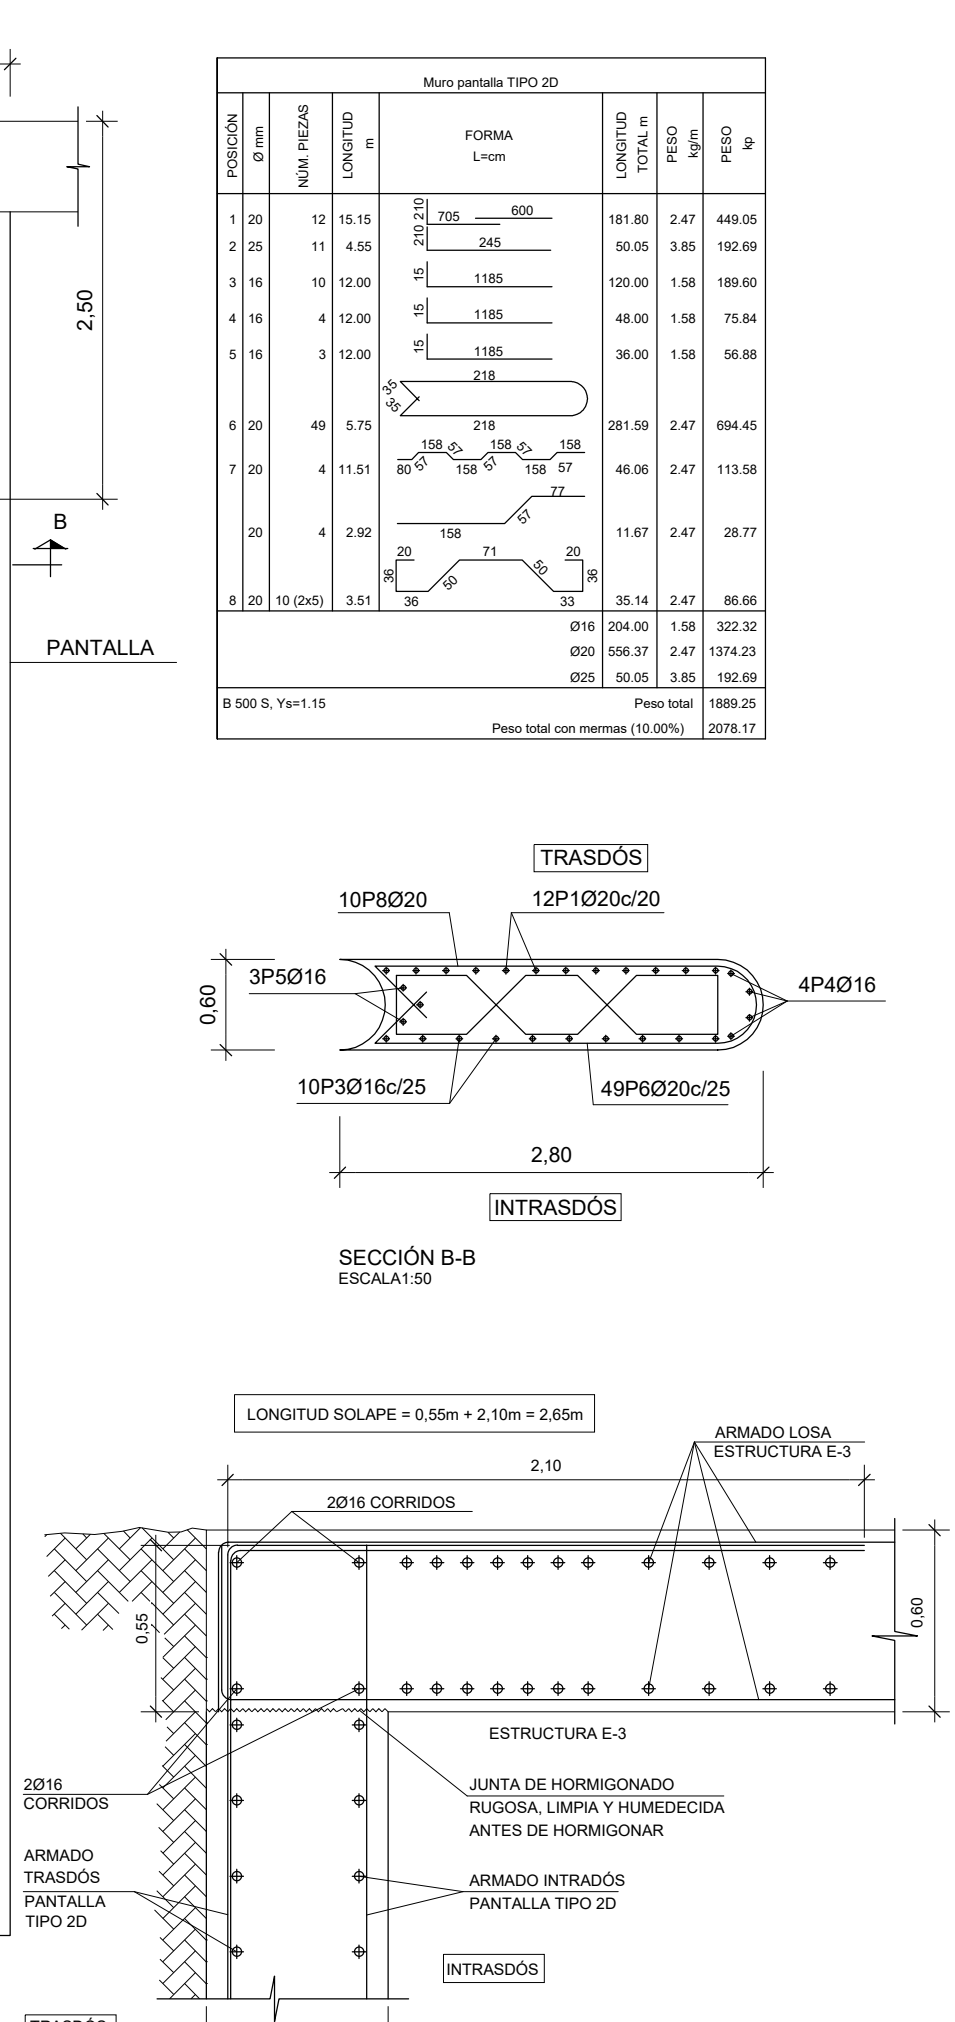 Muro pantalla TIPO 2D
POSICIÓN Ø mm NÚM. PIEZAS LONGITUD m FORMA L=cm LONGITUD TOTAL m PESO kg/m PESO kp
1 20 12 15.15 210 705 600 181.80 2.47 449.05
2 25 11 4.55 210 245 50.05 3.85 192.69
3 16 10 12.00 15 1185 120.00 1.58 189.60
4 16 4 12.00 15 1185 48.00 1.58 75.84
5 16 3 12.00 15 1185 36.00 1.58 56.88
35 35 218
6 20 49 5.75 218 281.59 2.47 694.45
158 57 158 57 158
7 20 4 11.51 80 57 158 57 158 57 46.06 2.47 113.58
77
57
20 4 2.92 158 11.67 2.47 28.77
20 71 20
36 50 50 36
8 20 10 (2x5) 3.51 36 33 35.14 2.47 86.66
Ø16 204.00 1.58 322.32
Ø20 556.37 2.47 1374.23
Ø25 50.05 3.85 192.69
B 500 S, Ys=1.15 Peso total 1889.25
Peso total con mermas (10.00%) 2078.17
2,50
B
PANTALLA
TRASDÓS
10P8Ø20 12P1Ø20c/20
3P5Ø16
4P4Ø16
0,60
10P3Ø16c/25 49P6Ø20c/25
2,80
INTRASDÓS
SECCIÓN B-B
ESCALA1:50
LONGITUD SOLAPE = 0,55m + 2,10m = 2,65m
ARMADO LOSA
ESTRUCTURA E-3
2,10
2Ø16 CORRIDOS
0,55
0,60
ESTRUCTURA E-3
2Ø16
CORRIDOS
JUNTA DE HORMIGONADO
RUGOSA, LIMPIA Y HUMEDECIDA
ANTES DE HORMIGONAR
ARMADO
TRASDÓS
PANTALLA
TIPO 2D
ARMADO INTRADÓS
PANTALLA TIPO 2D
INTRASDÓS
TRASDÓS